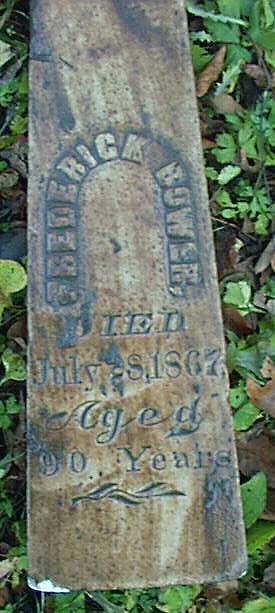 FREDERICK BOWER,
DIED
July 28, 1867,
Aged
90 Years